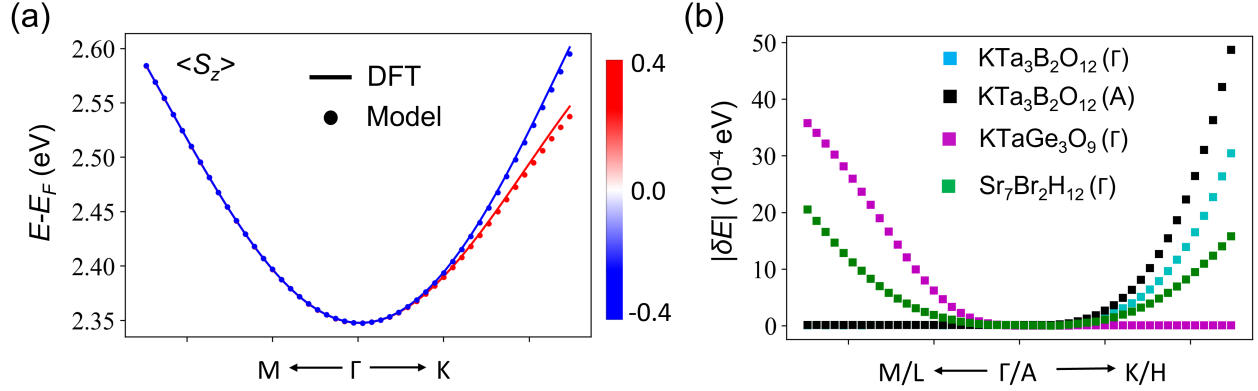 (a)
<S_z>
DFT
Model
E-E_F (eV)
2.60
2.55
2.50
2.45
2.40
2.35
M ← Γ → K
0.4
0.0
-0.4
(b)
|δE| (10⁻⁴ eV)
50
40
30
20
10
0
KTa₃B₂O₁₂ (Γ)
KTa₃B₂O₁₂ (A)
KTaGe₃O₉ (Γ)
Sr₇Br₂H₁₂ (Γ)
M/L ← Γ/A → K/H